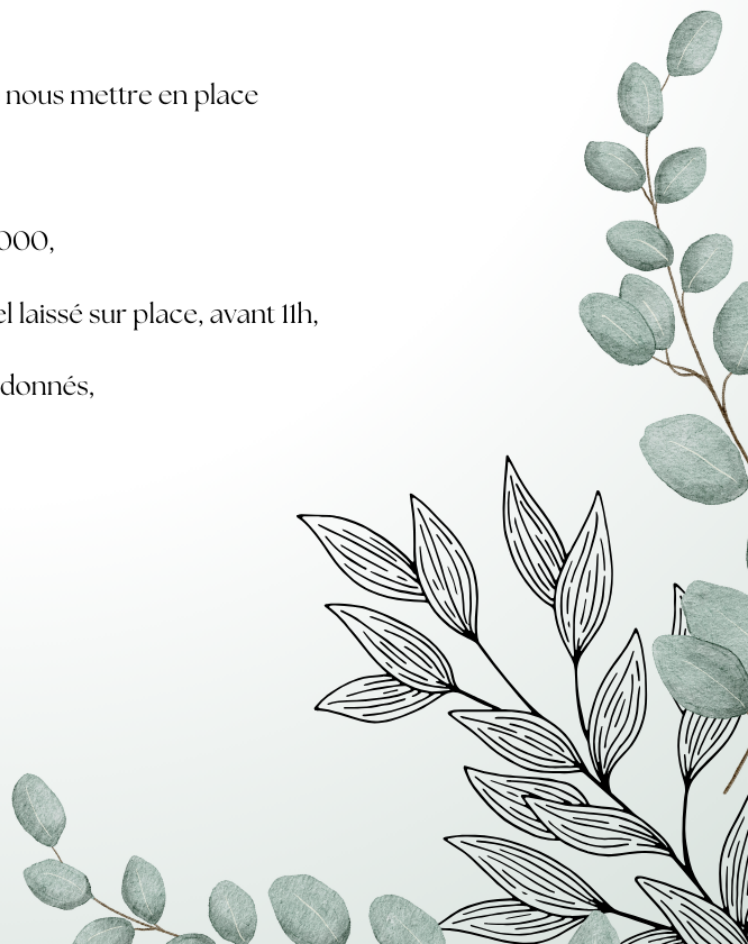 nous mettre en place
000,
el laissé sur place, avant 11h,
donnés,